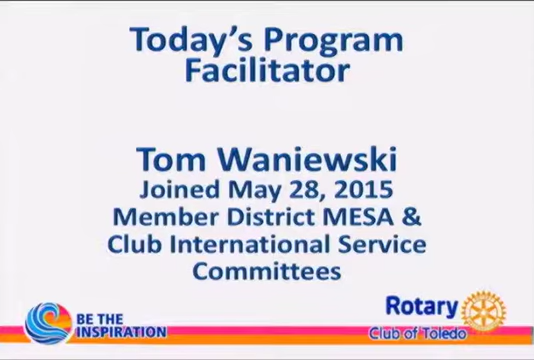 Today's Program
Facilitator
Tom Waniewski
Joined May 28, 2015
Member District MESA &
Club International Service
Committees
BE THE
INSPIRATION
Rotary
Club of Toledo